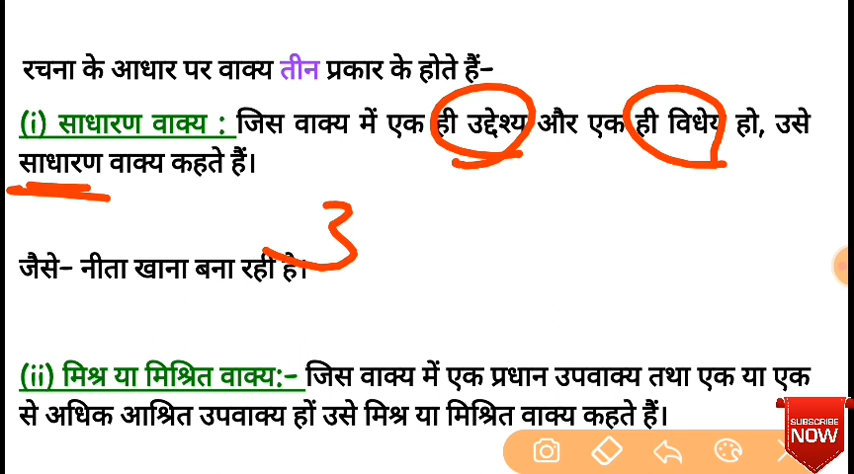 रचना के आधार पर वाक्य तीन प्रकार के होते हैं-
(i) साधारण वाक्य : जिस वाक्य में एक ही उद्देश्य और एक ही विधेय हो, उसे
साधारण वाक्य कहते हैं।
3
जैसे- नीता खाना बना रही है।
(ii) मिश्र या मिश्रित वाक्य:- जिस वाक्य में एक प्रधान उपवाक्य तथा एक या एक
से अधिक आश्रित उपवाक्य हों उसे मिश्र या मिश्रित वाक्य कहते हैं।
SUBSCRIBE
NOW